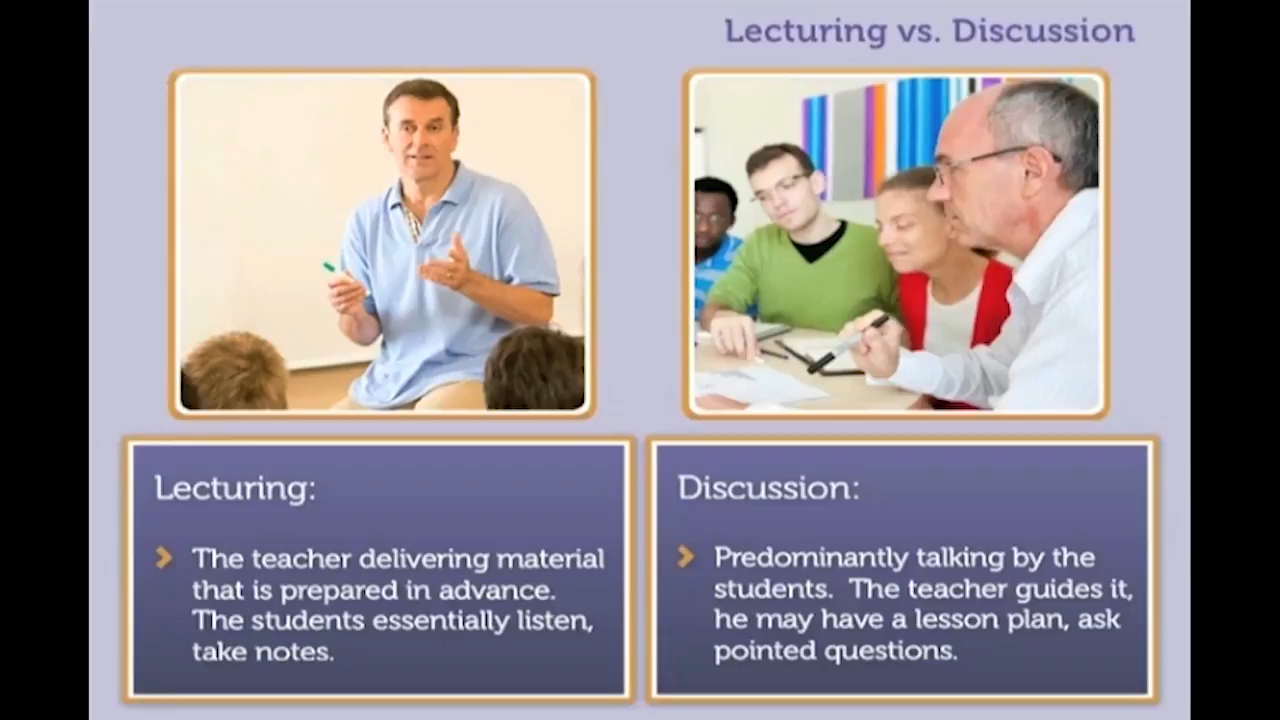 Lecturing vs. Discussion
Lecturing:
The teacher delivering material
that is prepared in advance.
The students essentially listen,
take notes.
Discussion:
Predominantly talking by the
students.  The teacher guides it,
he may have a lesson plan, ask
pointed questions.